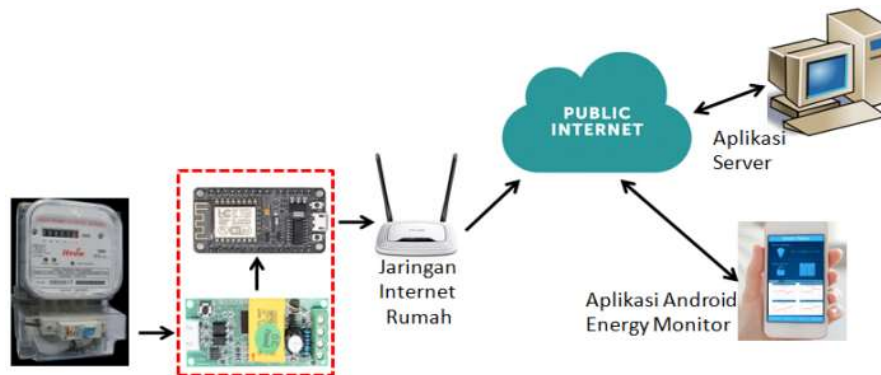 PUBLIC
INTERNET
Aplikasi
Server
Jaringan
Internet
Rumah
Aplikasi Android
Energy Monitor